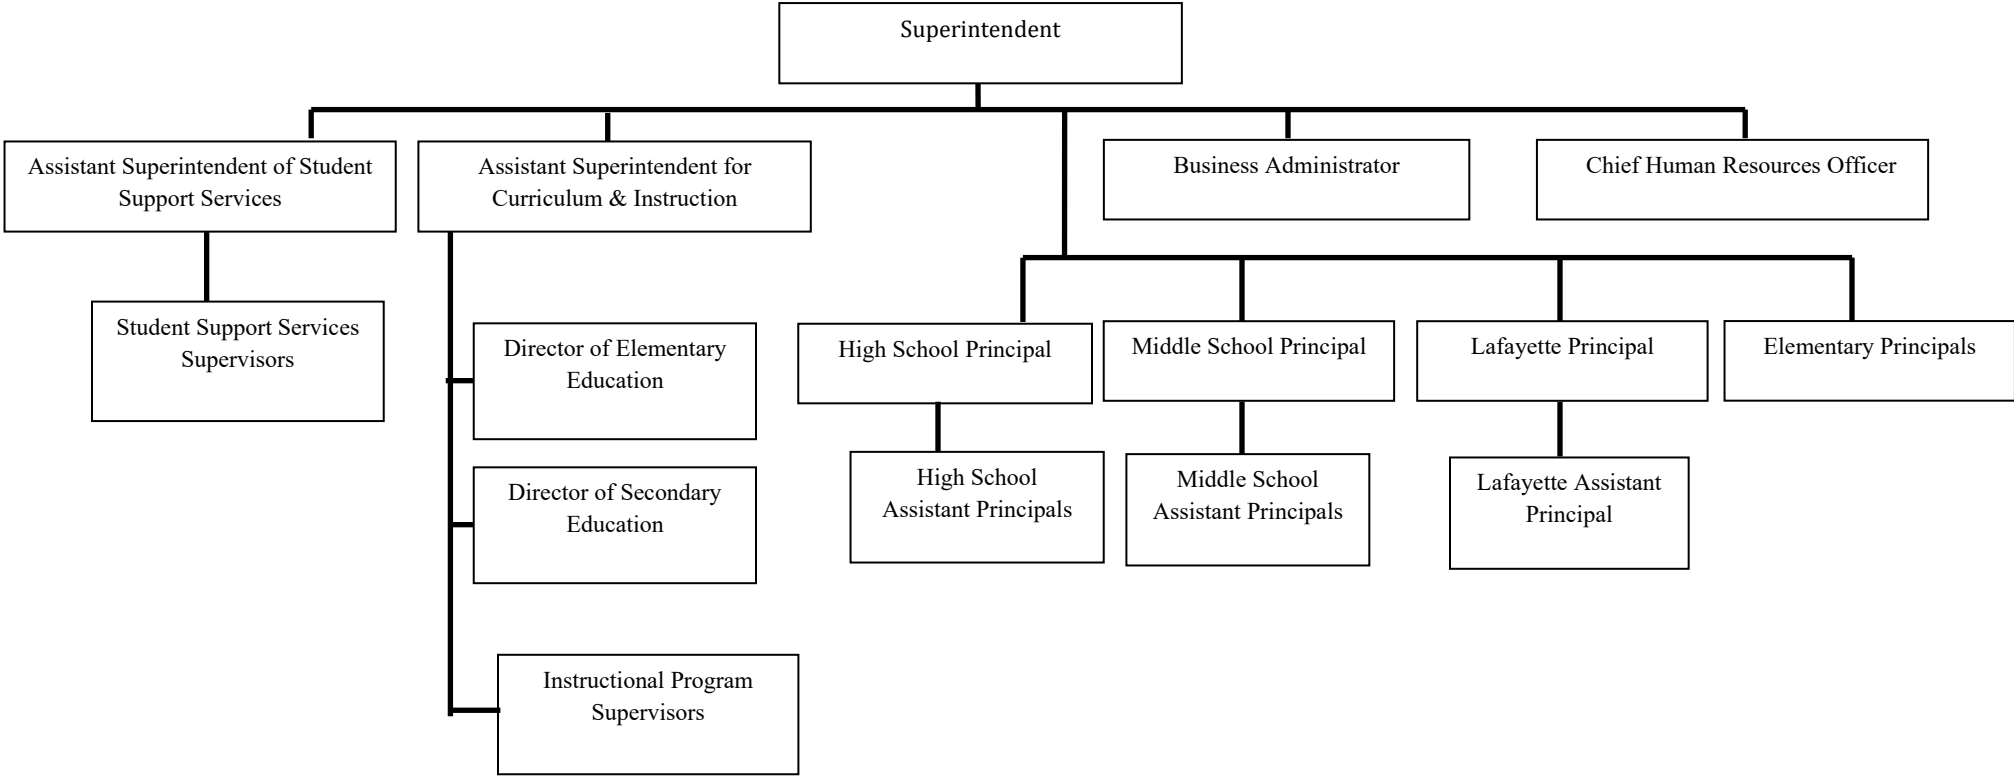 Superintendent
Assistant Superintendent of Student
Support Services
Assistant Superintendent for
Curriculum & Instruction
Business Administrator
Chief Human Resources Officer
Student Support Services
Supervisors
Director of Elementary
Education
Director of Secondary
Education
Instructional Program
Supervisors
High School Principal
Middle School Principal
Lafayette Principal
Elementary Principals
High School
Assistant Principals
Middle School
Assistant Principals
Lafayette Assistant
Principal